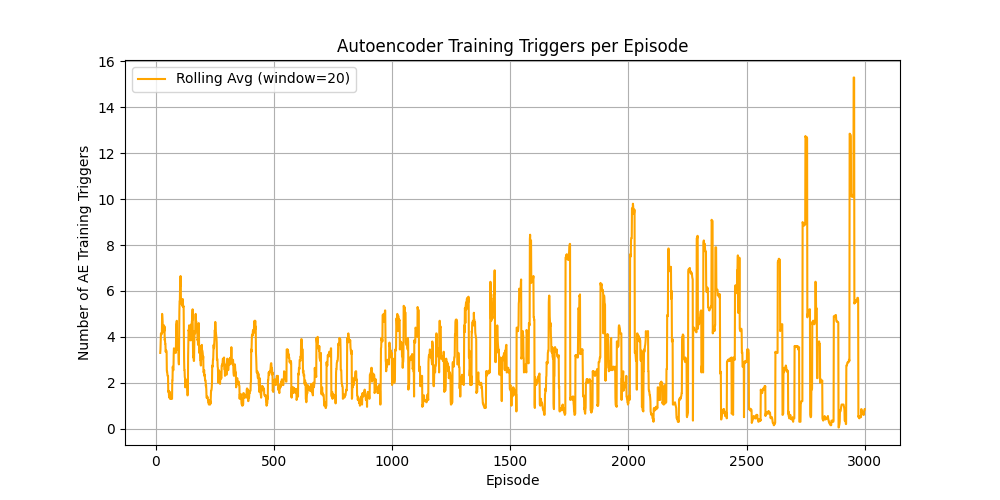 Autoencoder Training Triggers per Episode
Rolling Avg (window=20)
Number of AE Training Triggers
16
14
12
10
8
6
4
2
0
0 500 1000 1500 2000 2500 3000
Episode